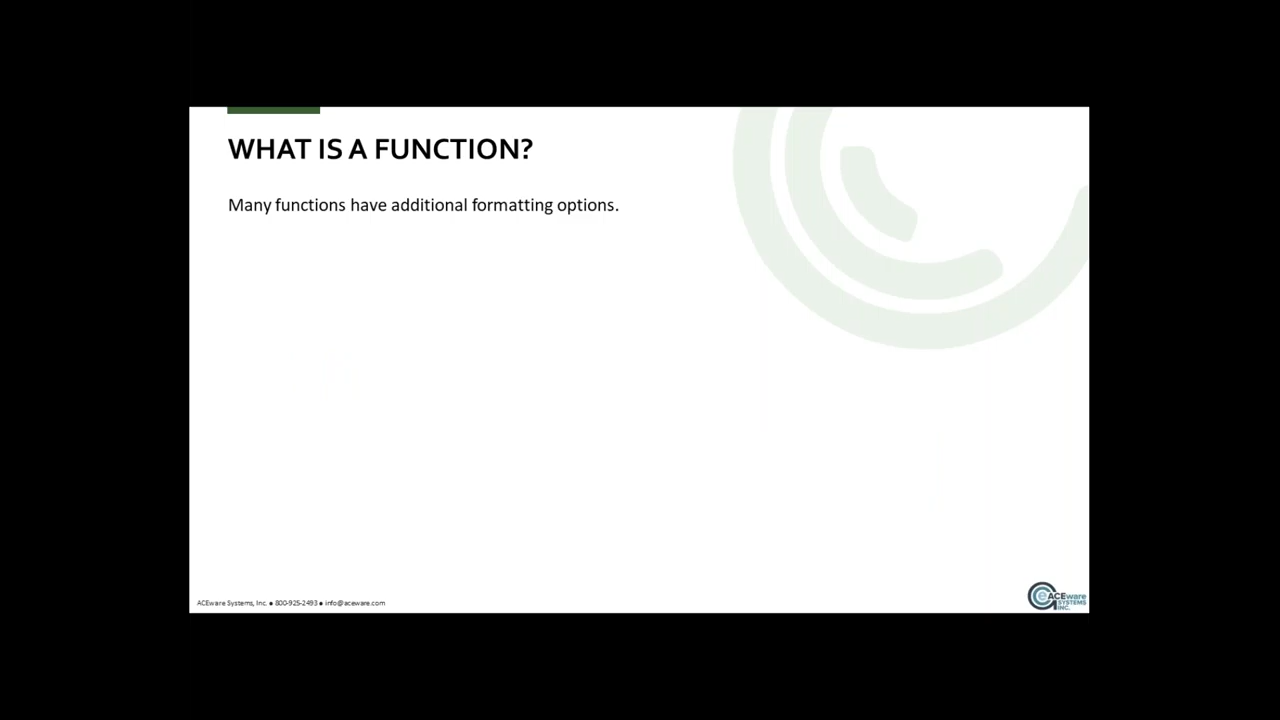 WHAT IS A FUNCTION?
Many functions have additional formatting options.
ACEware Systems, Inc. ● 800-925-2493 ● info@aceware.com
e ACEware
SYSTEMS
INC.